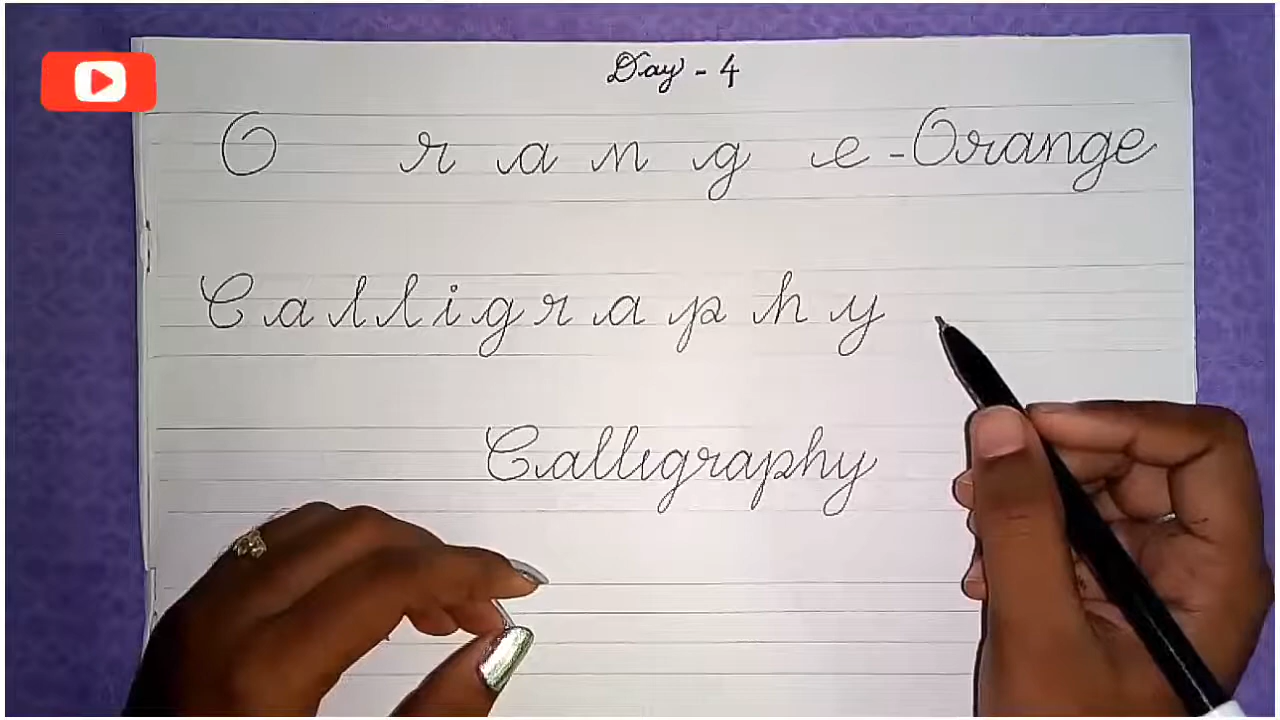 Day - 4
O r a n g e - Orange
C a l l i g r a p h y
Calligraphy